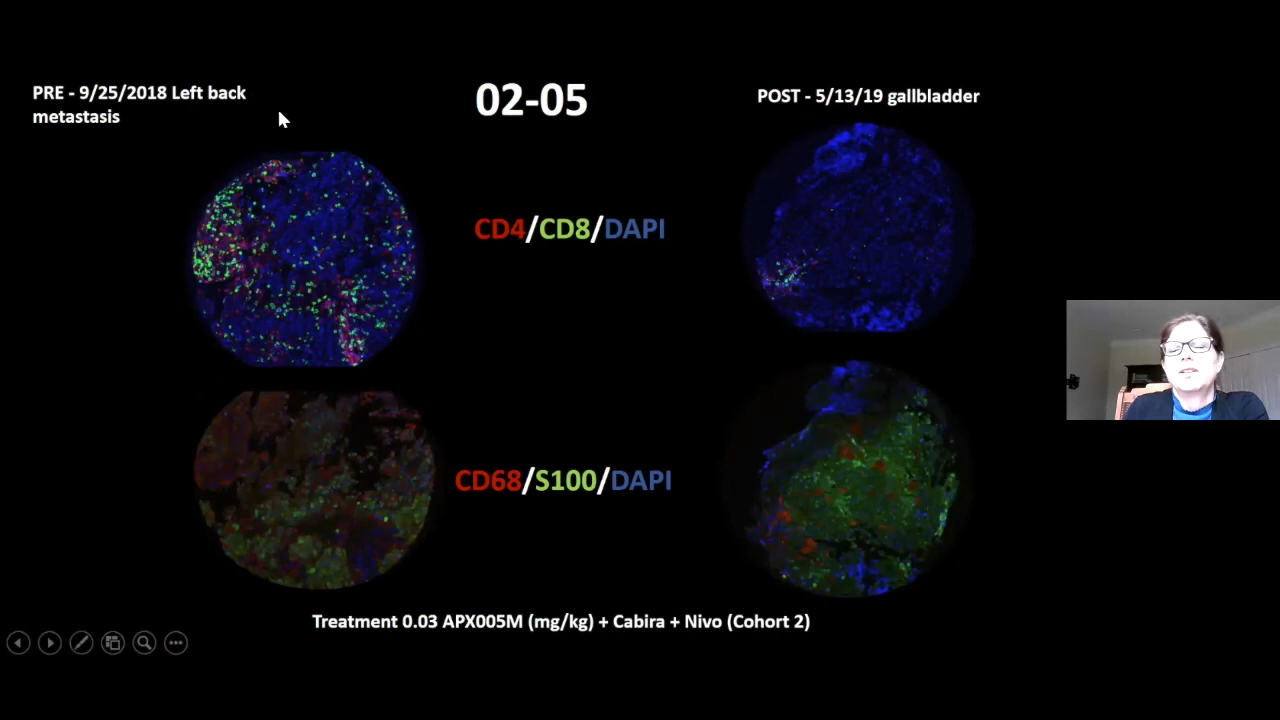 PRE - 9/25/2018 Left back
metastasis
02-05
POST - 5/13/19 gallbladder
CD4/CD8/DAPI
CD68/S100/DAPI
Treatment 0.03 APX005M (mg/kg) + Cabira + Nivo (Cohort 2)